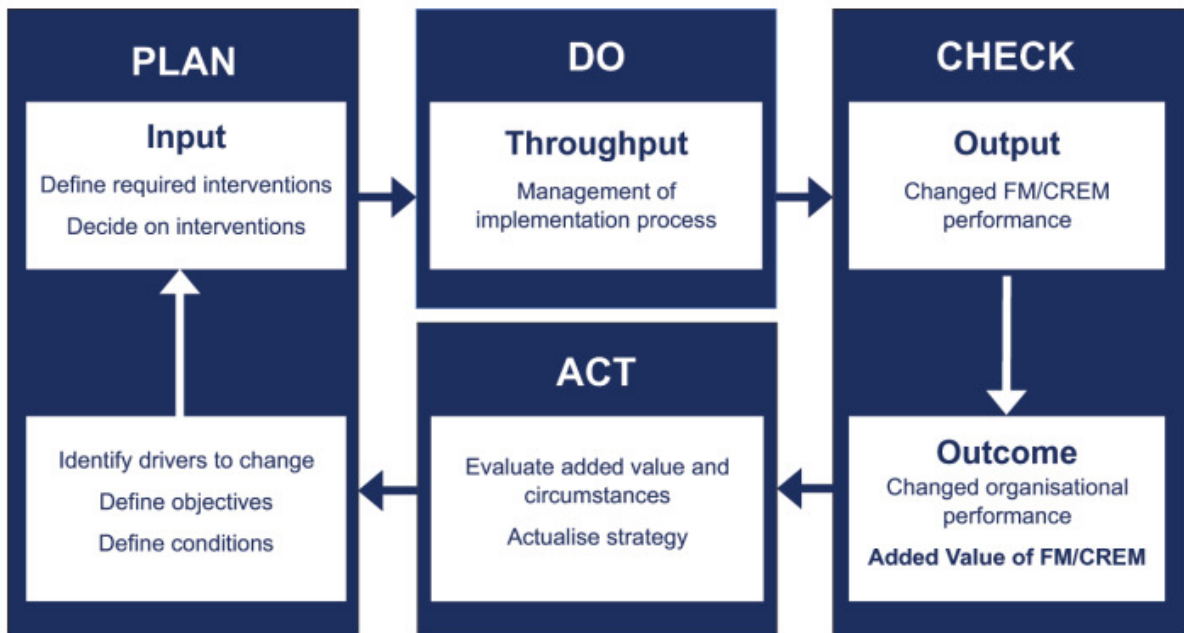 PLAN
Input
Define required interventions
Decide on interventions
Identify drivers to change
Define objectives
Define conditions
DO
Throughput
Management of
implementation process
CHECK
Output
Changed FM/CREM
performance
Outcome
Changed organisational
performance
Added Value of FM/CREM
ACT
Evaluate added value and
circumstances
Actualise strategy